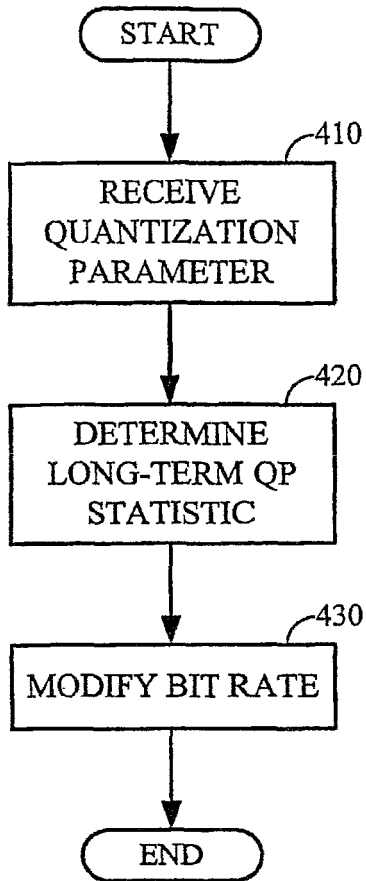 START
410
RECEIVE
QUANTIZATION
PARAMETER
420
DETERMINE
LONG-TERM QP
STATISTIC
430
MODIFY BIT RATE
END